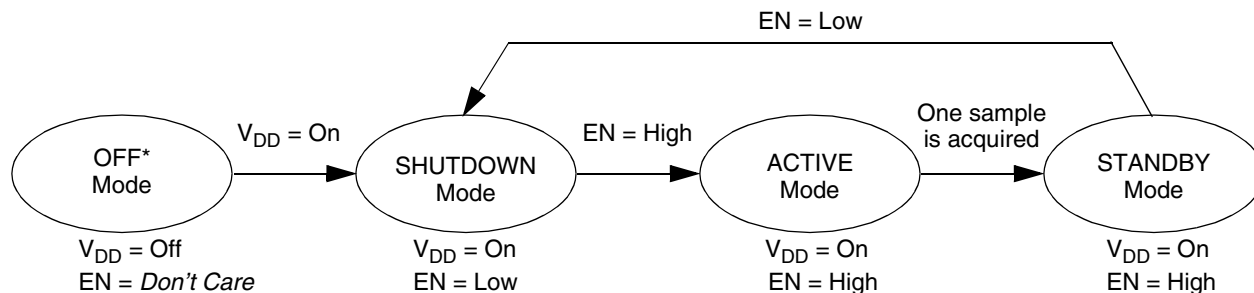 EN = Low
V_DD = On
EN = High
One sample
is acquired
OFF*
Mode
SHUTDOWN
Mode
ACTIVE
Mode
STANDBY
Mode
V_DD = Off
EN = Don't Care
V_DD = On
EN = Low
V_DD = On
EN = High
V_DD = On
EN = High